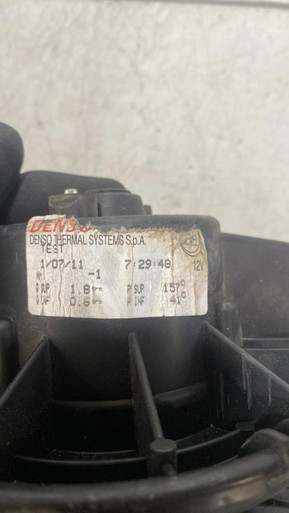 DENSO
DENSO THERMAL SYSTEMS S.p.A.
TEST
1/07/11 7:29:48 12V
Nr -1
G SUP 1.8 P SUP 157°
G INF 0.6 P INF 41°